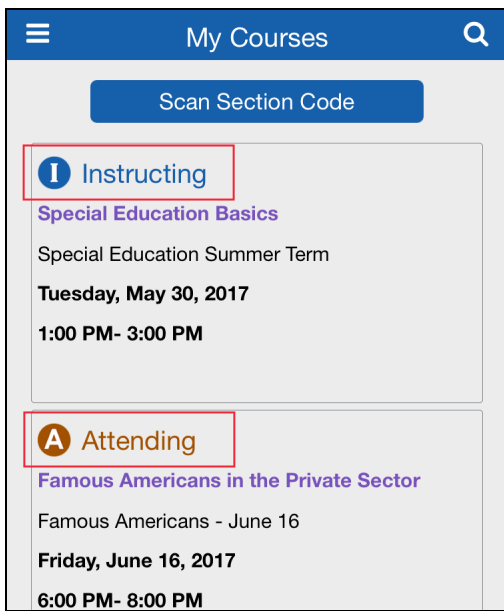 My Courses
Scan Section Code
I Instructing
Special Education Basics
Special Education Summer Term
Tuesday, May 30, 2017
1:00 PM- 3:00 PM
A Attending
Famous Americans in the Private Sector
Famous Americans - June 16
Friday, June 16, 2017
6:00 PM- 8:00 PM